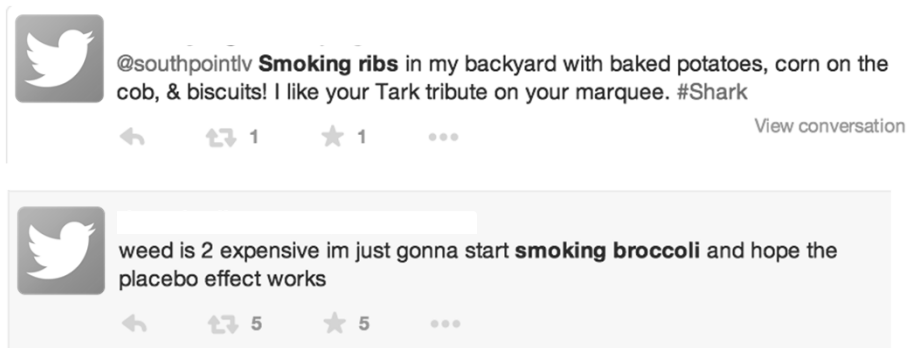 @southpointlv Smoking ribs in my backyard with baked potatoes, corn on the
cob, & biscuits! I like your Tark tribute on your marquee. #Shark
1 1
View conversation
weed is 2 expensive im just gonna start smoking broccoli and hope the
placebo effect works
5 5